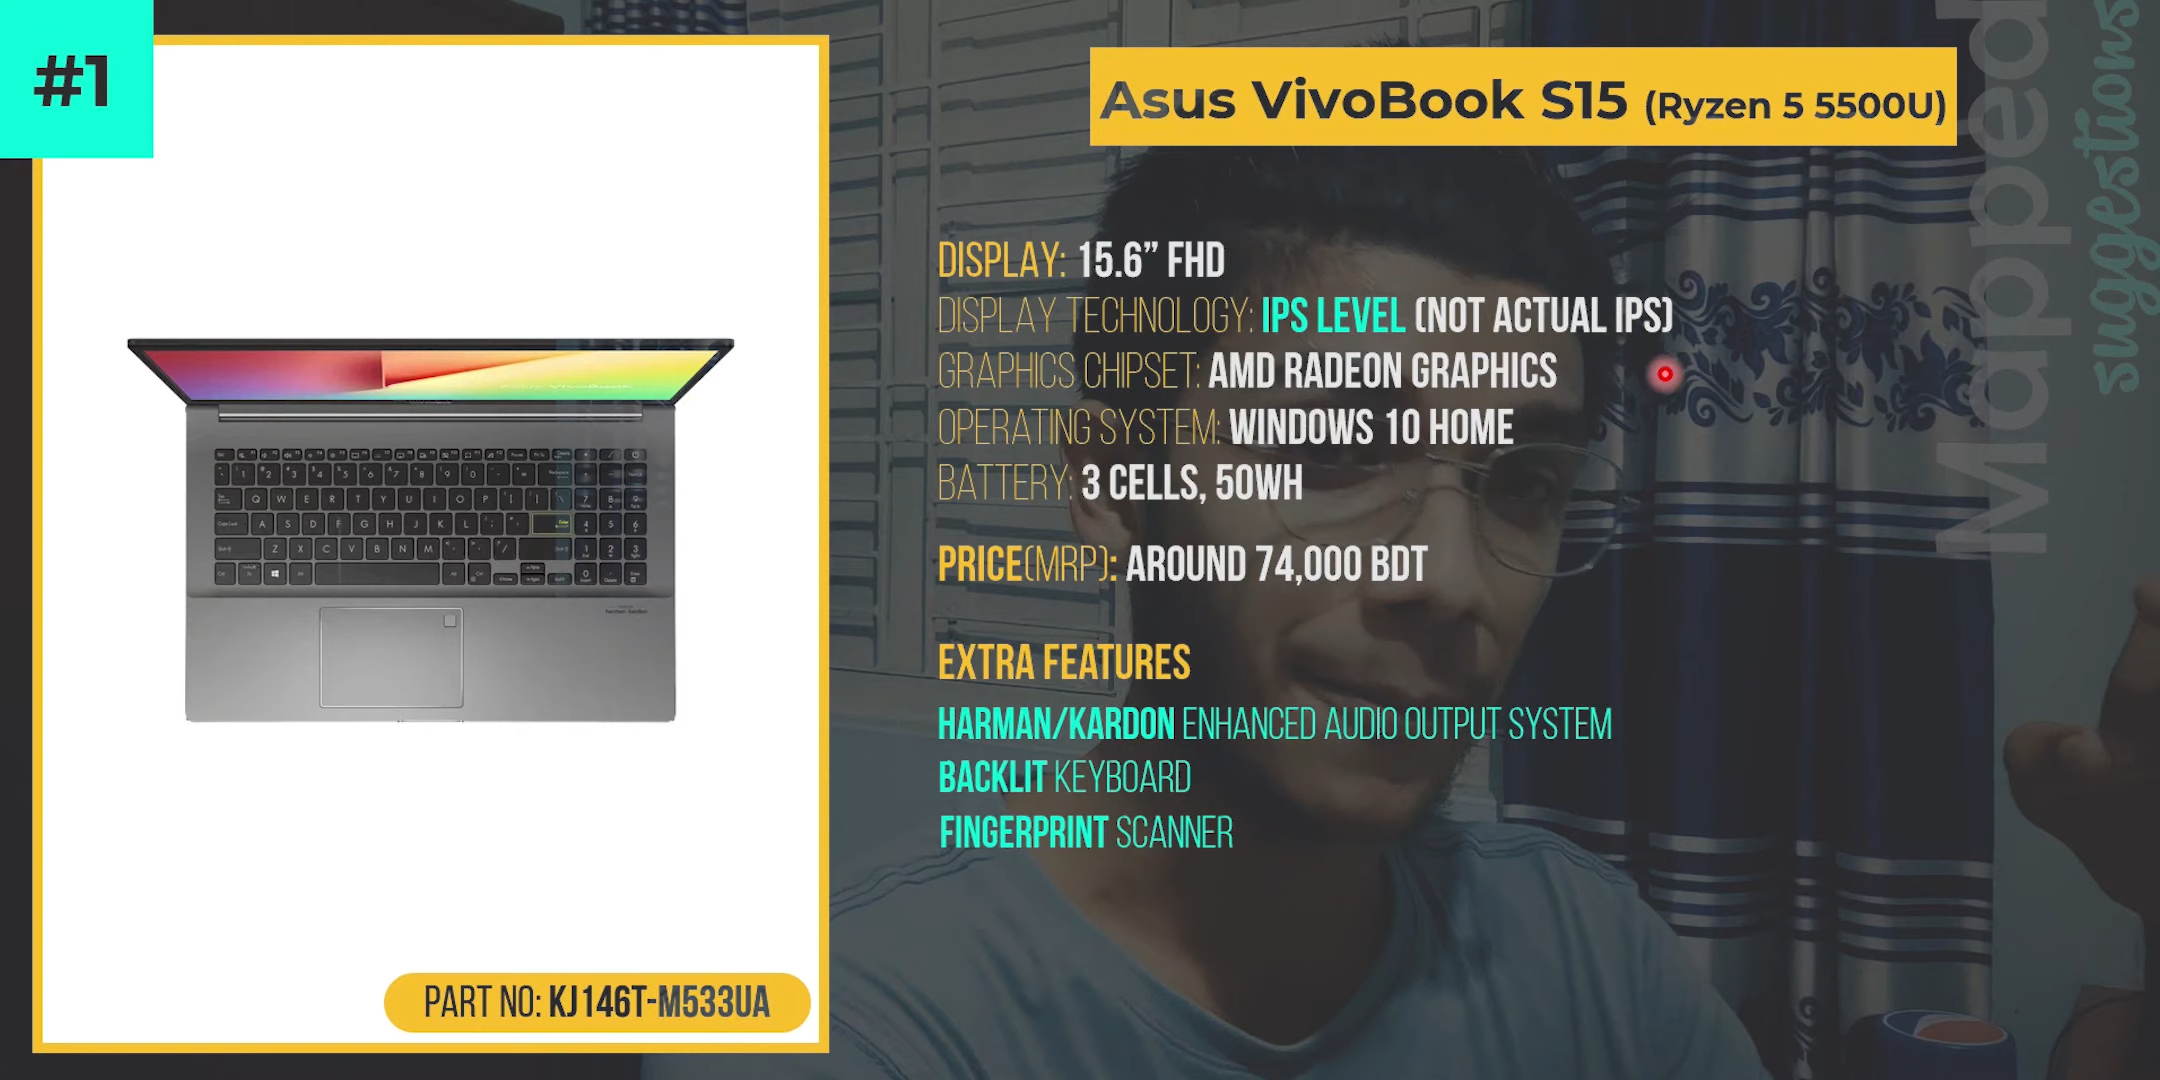 #1
Asus VivoBook S15 (Ryzen 5 5500U)
DISPLAY: 15.6” FHD
DISPLAY TECHNOLOGY: IPS LEVEL (NOT ACTUAL IPS)
GRAPHICS CHIPSET: AMD RADEON GRAPHICS
OPERATING SYSTEM: WINDOWS 10 HOME
BATTERY: 3 CELLS, 50WH
PRICE(MRP): AROUND 74,000 BDT
EXTRA FEATURES
HARMAN/KARDON ENHANCED AUDIO OUTPUT SYSTEM
BACKLIT KEYBOARD
FINGERPRINT SCANNER
PART NO: KJ146T-M533UA
Mapped
suggestions
harman/kardon